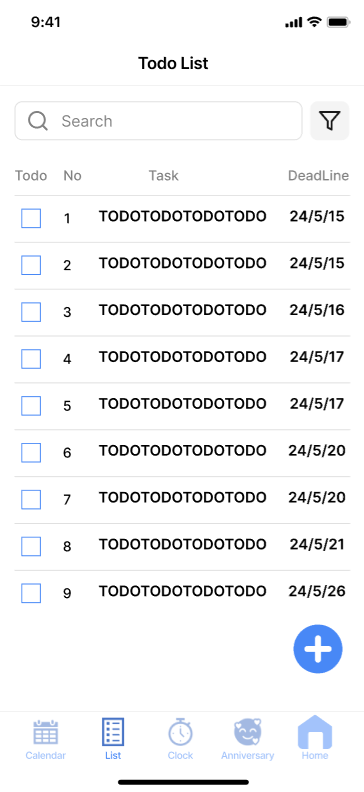 9:41
Todo List
Search
Todo No Task DeadLine
1 TODOTODOTODOTODO 24/5/15
2 TODOTODOTODOTODO 24/5/15
3 TODOTODOTODOTODO 24/5/16
4 TODOTODOTODOTODO 24/5/17
5 TODOTODOTODOTODO 24/5/17
6 TODOTODOTODOTODO 24/5/20
7 TODOTODOTODOTODO 24/5/20
8 TODOTODOTODOTODO 24/5/21
9 TODOTODOTODOTODO 24/5/26
Calendar List Clock Anniversary Home